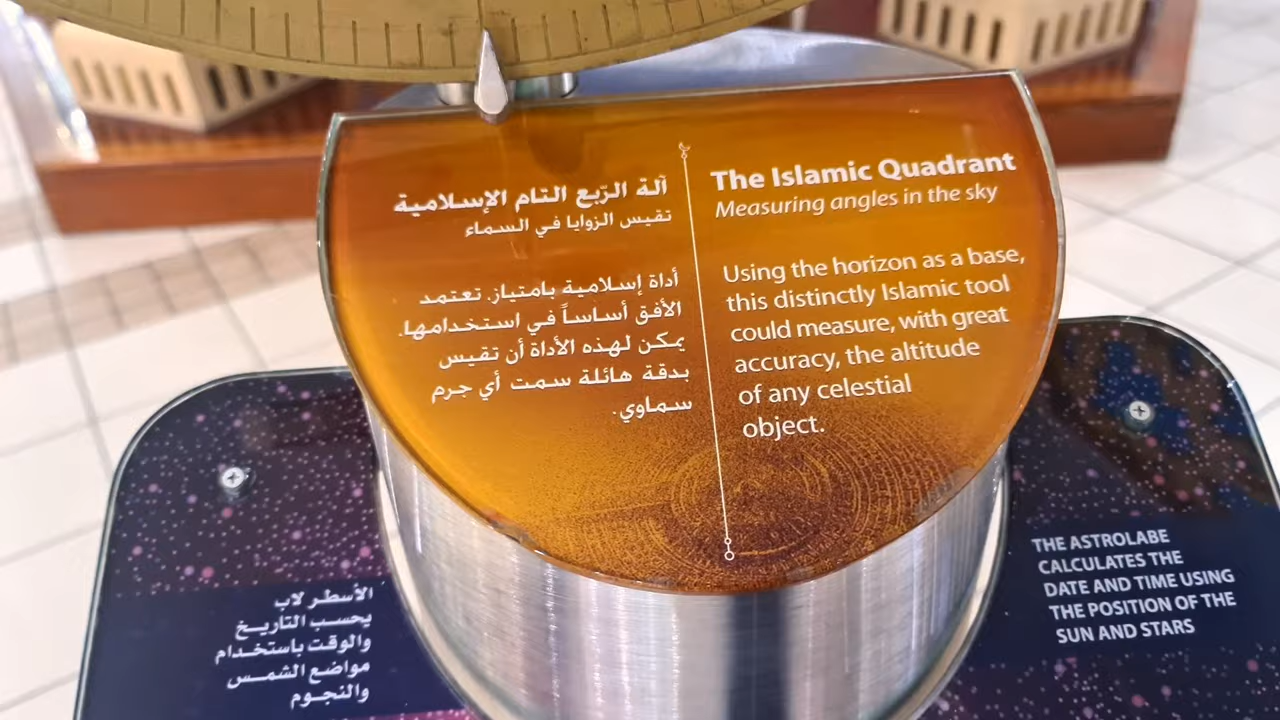 آلة الرّبع التام الإسلامية
تقيس الزوايا في السماء
أداة إسلامية بامتياز. تعتمد
الأفق أساساً في استخدامها.
يمكن لهذه الأداة أن تقيس
بدقة هائلة سمت أي جرم
سماوي.
The Islamic Quadrant
Measuring angles in the sky
Using the horizon as a base,
this distinctly Islamic tool
could measure, with great
accuracy, the altitude
of any celestial
object.
الأسطرلاب
يحسب التاريخ
والوقت باستخدام
مواضع الشمس
والنجوم
THE ASTROLABE
CALCULATES THE
DATE AND TIME USING
THE POSITION OF THE
SUN AND STARS